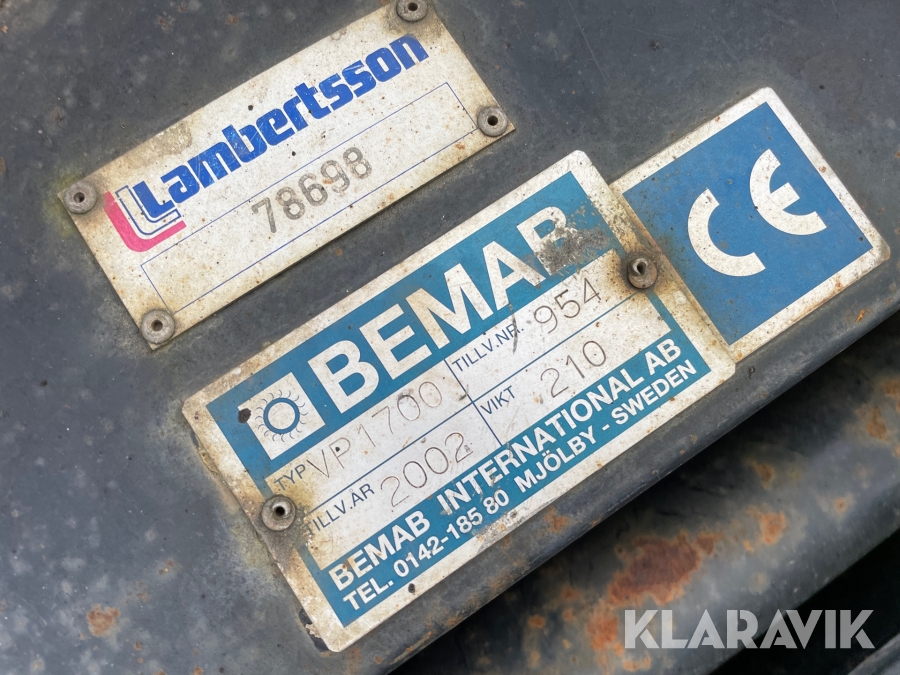 Lambertsson
78698
CE
BEMAB
TYP VP1700 TILLV.NR. 954
TILLV.ÅR 2002 VIKT 210
BEMAB INTERNATIONAL AB
TEL. 0142-185 80 MJÖLBY - SWEDEN
KLARAVIK